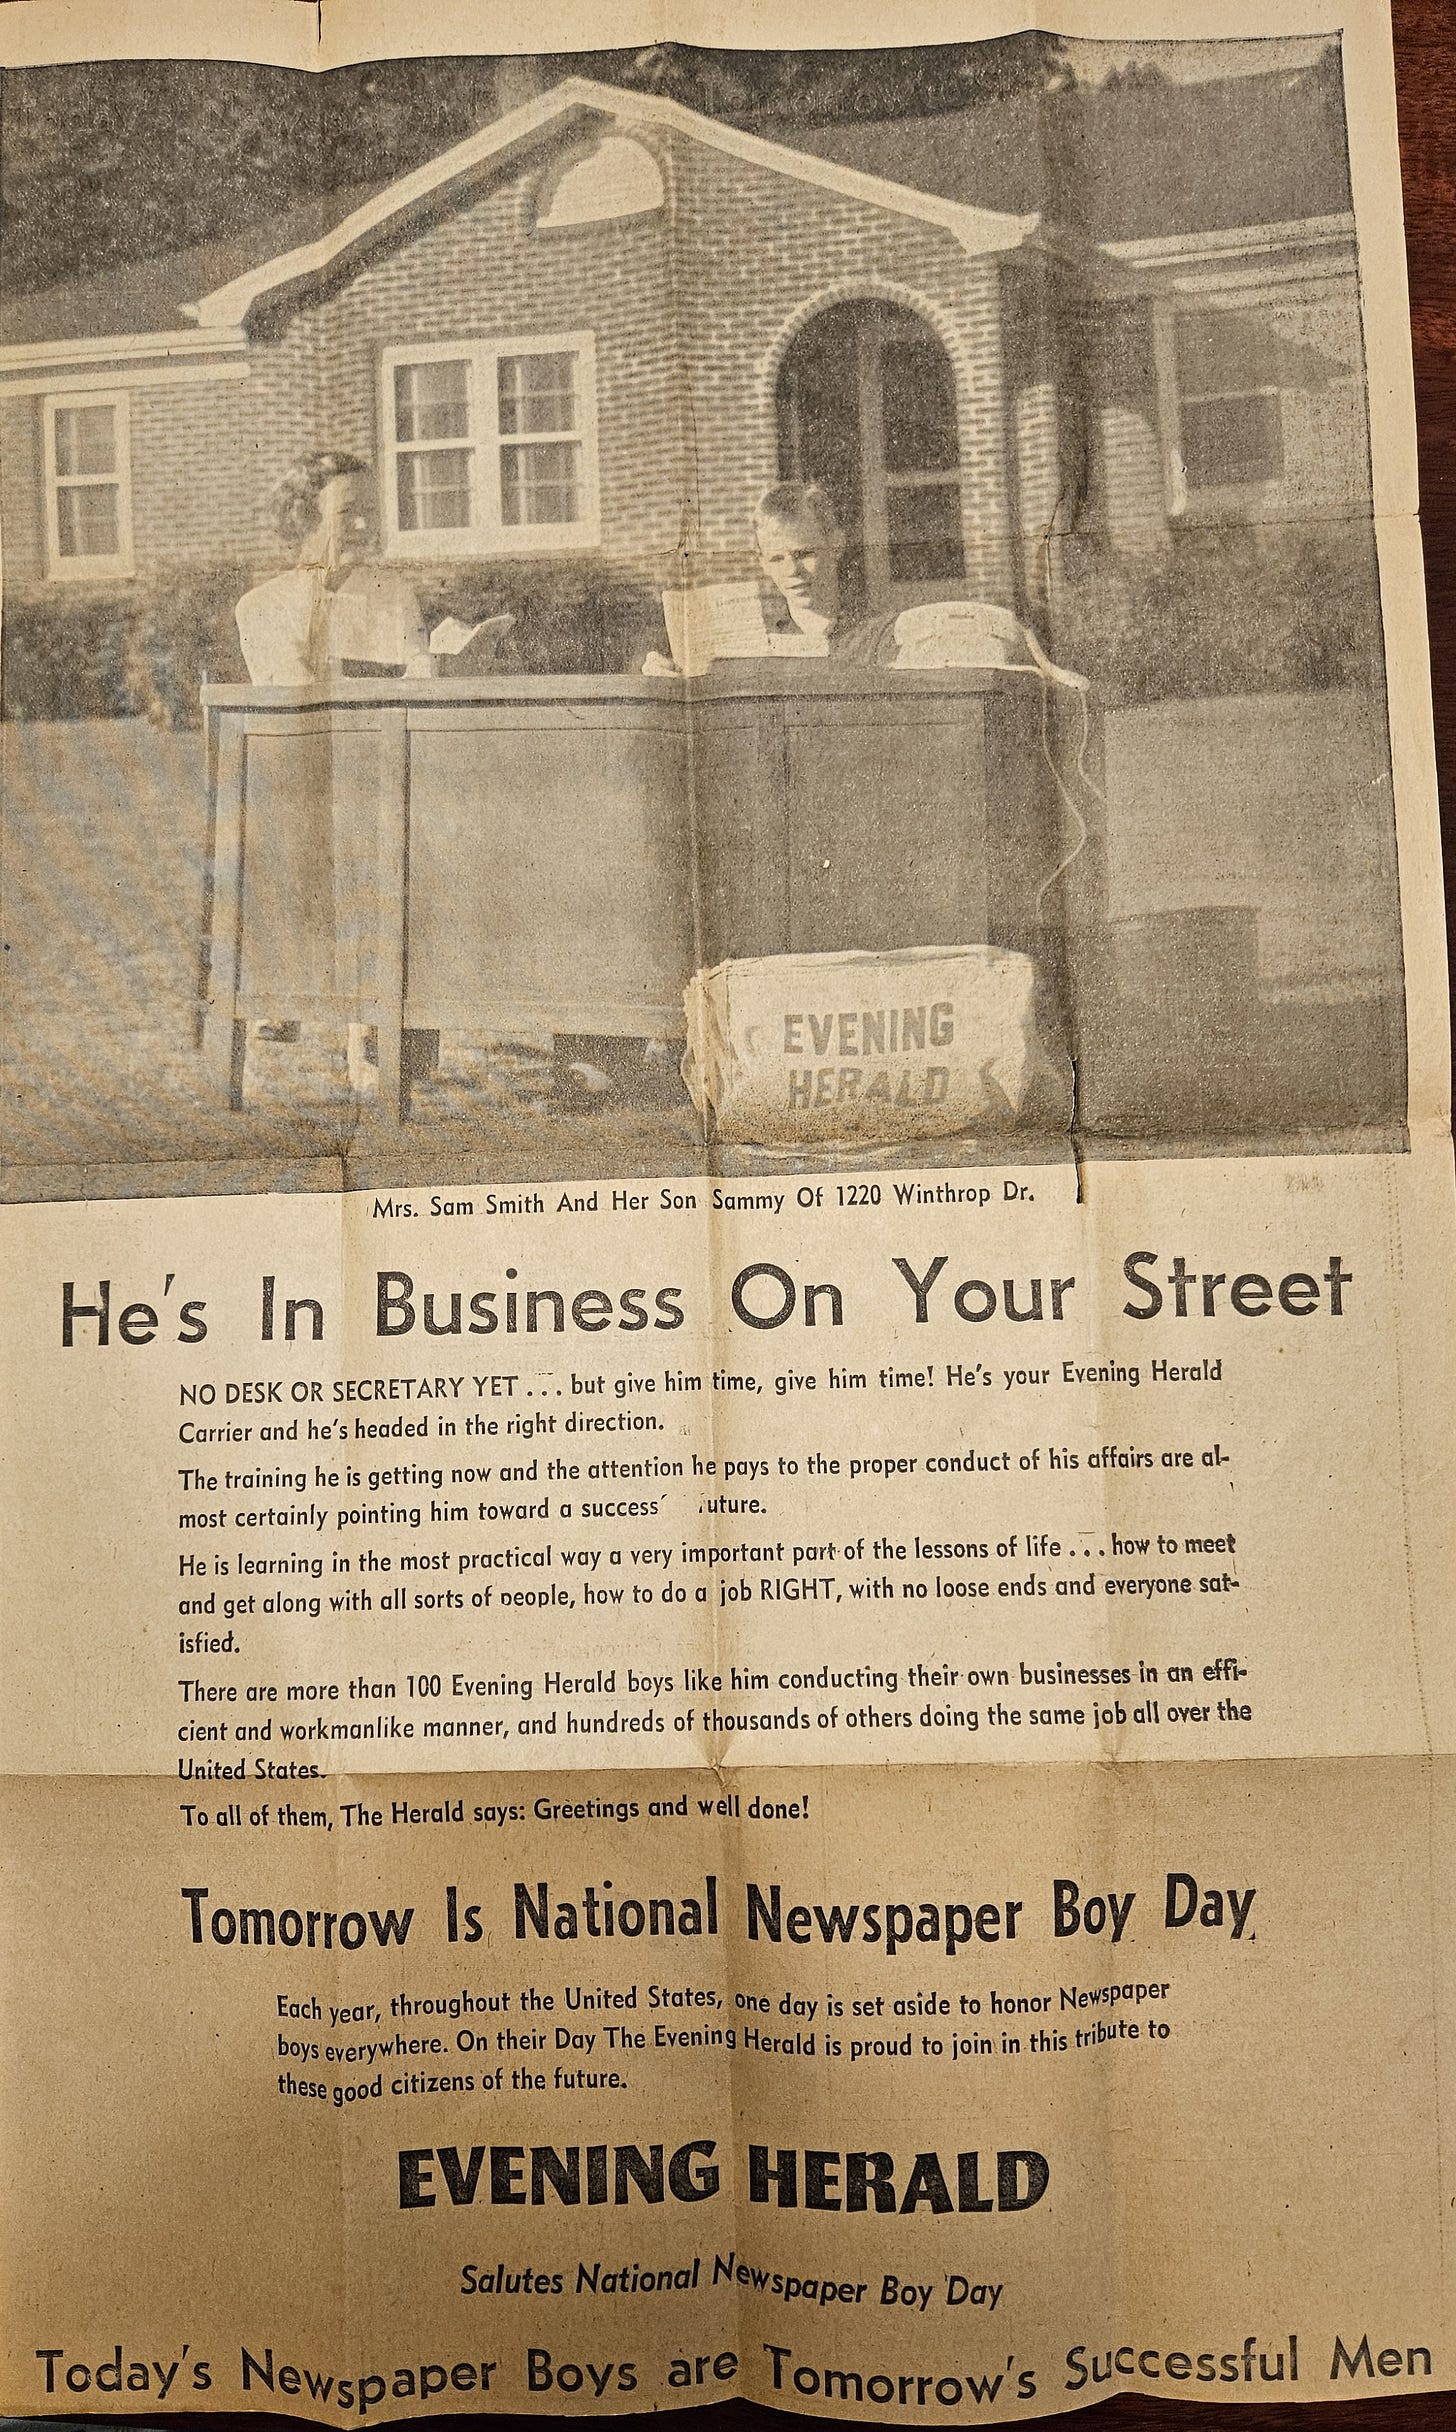 EVENING
HERALD
Mrs. Sam Smith And Her Son Sammy Of 1220 Winthrop Dr.
He's In Business On Your Street
NO DESK OR SECRETARY YET . . . but give him time, give him time! He's your Evening Herald
Carrier and he's headed in the right direction.
The training he is getting now and the attention he pays to the proper conduct of his affairs are al-
most certainly pointing him toward a success uture.
He is learning in the most practical way a very important part of the lessons of life . . . how to meet
and get along with all sorts of people, how to do a job RIGHT, with no loose ends and everyone sat-
isfied.
There are more than 100 Evening Herald boys like him conducting their own businesses in an effi-
cient and workmanlike manner, and hundreds of thousands of others doing the same job all over the
United States.
To all of them, The Herald says: Greetings and well done!
Tomorrow Is National Newspaper Boy Day
Each year, throughout the United States, one day is set aside to honor Newspaper
boys everywhere. On their Day The Evening Herald is proud to join in this tribute to
these good citizens of the future.
EVENING HERALD
Salutes National Newspaper Boy Day
Today's Newspaper Boys are Tomorrow's Successful Men